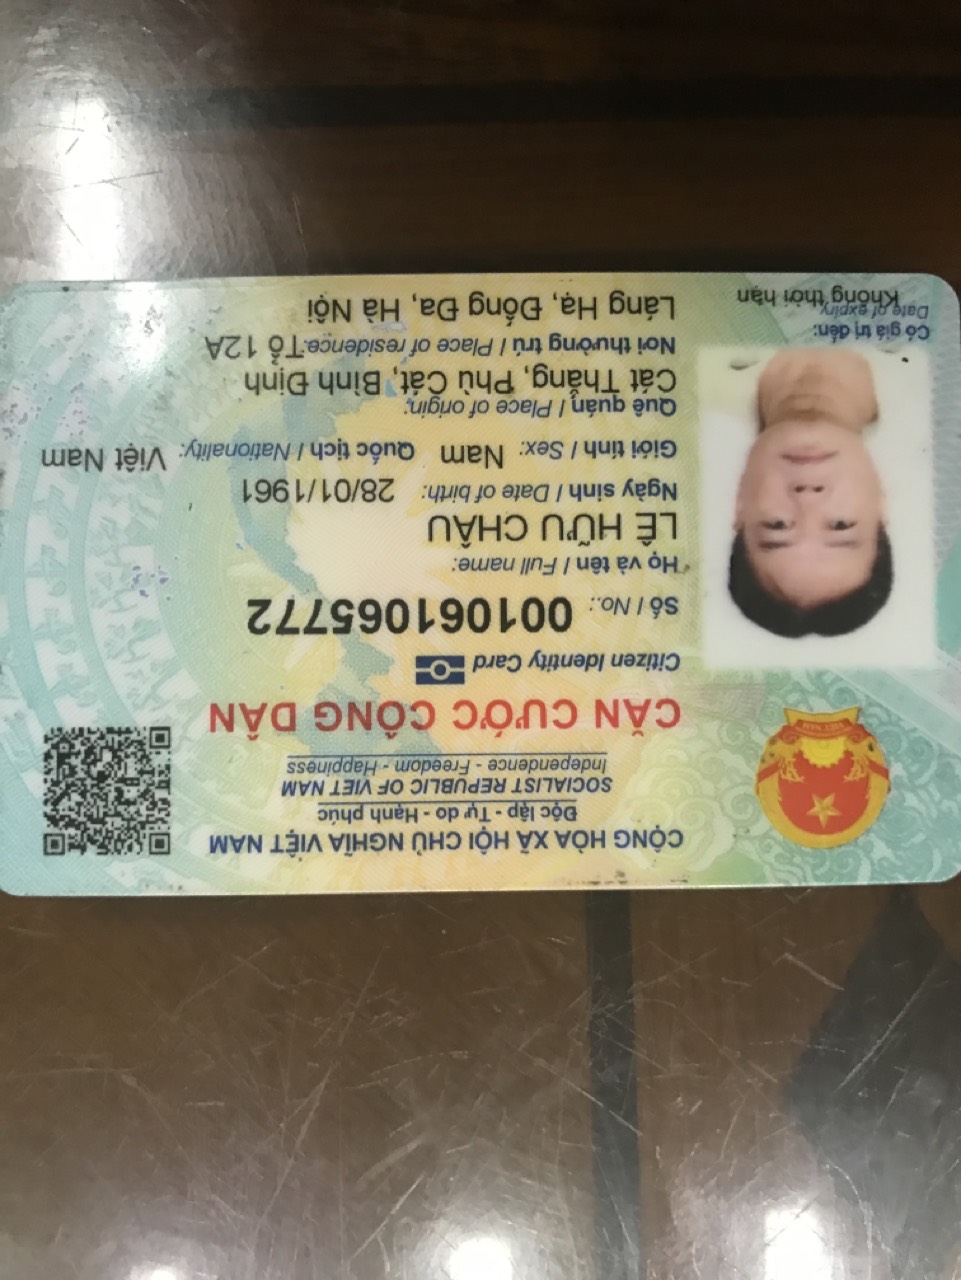 CỘNG HÒA XÃ HỘI CHỦ NGHĨA VIỆT NAM
Độc lập - Tự do - Hạnh phúc
SOCIALIST REPUBLIC OF VIET NAM
Independence - Freedom - Happiness
CĂN CƯỚC CÔNG DÂN
Citizen Identity Card
Số / No.: 001061065772
Họ và tên / Full name:
LÊ HỮU CHÂU
Ngày sinh / Date of birth: 28/01/1961
Giới tính / Sex: Nam Quốc tịch / Nationality: Việt Nam
Quê quán / Place of origin:
Cát Thắng, Phù Cát, Bình Định
Nơi thường trú / Place of residence: Tổ 12A
Láng Hạ, Đống Đa, Hà Nội
Có giá trị đến:
Date of expiry
Không thời hạn